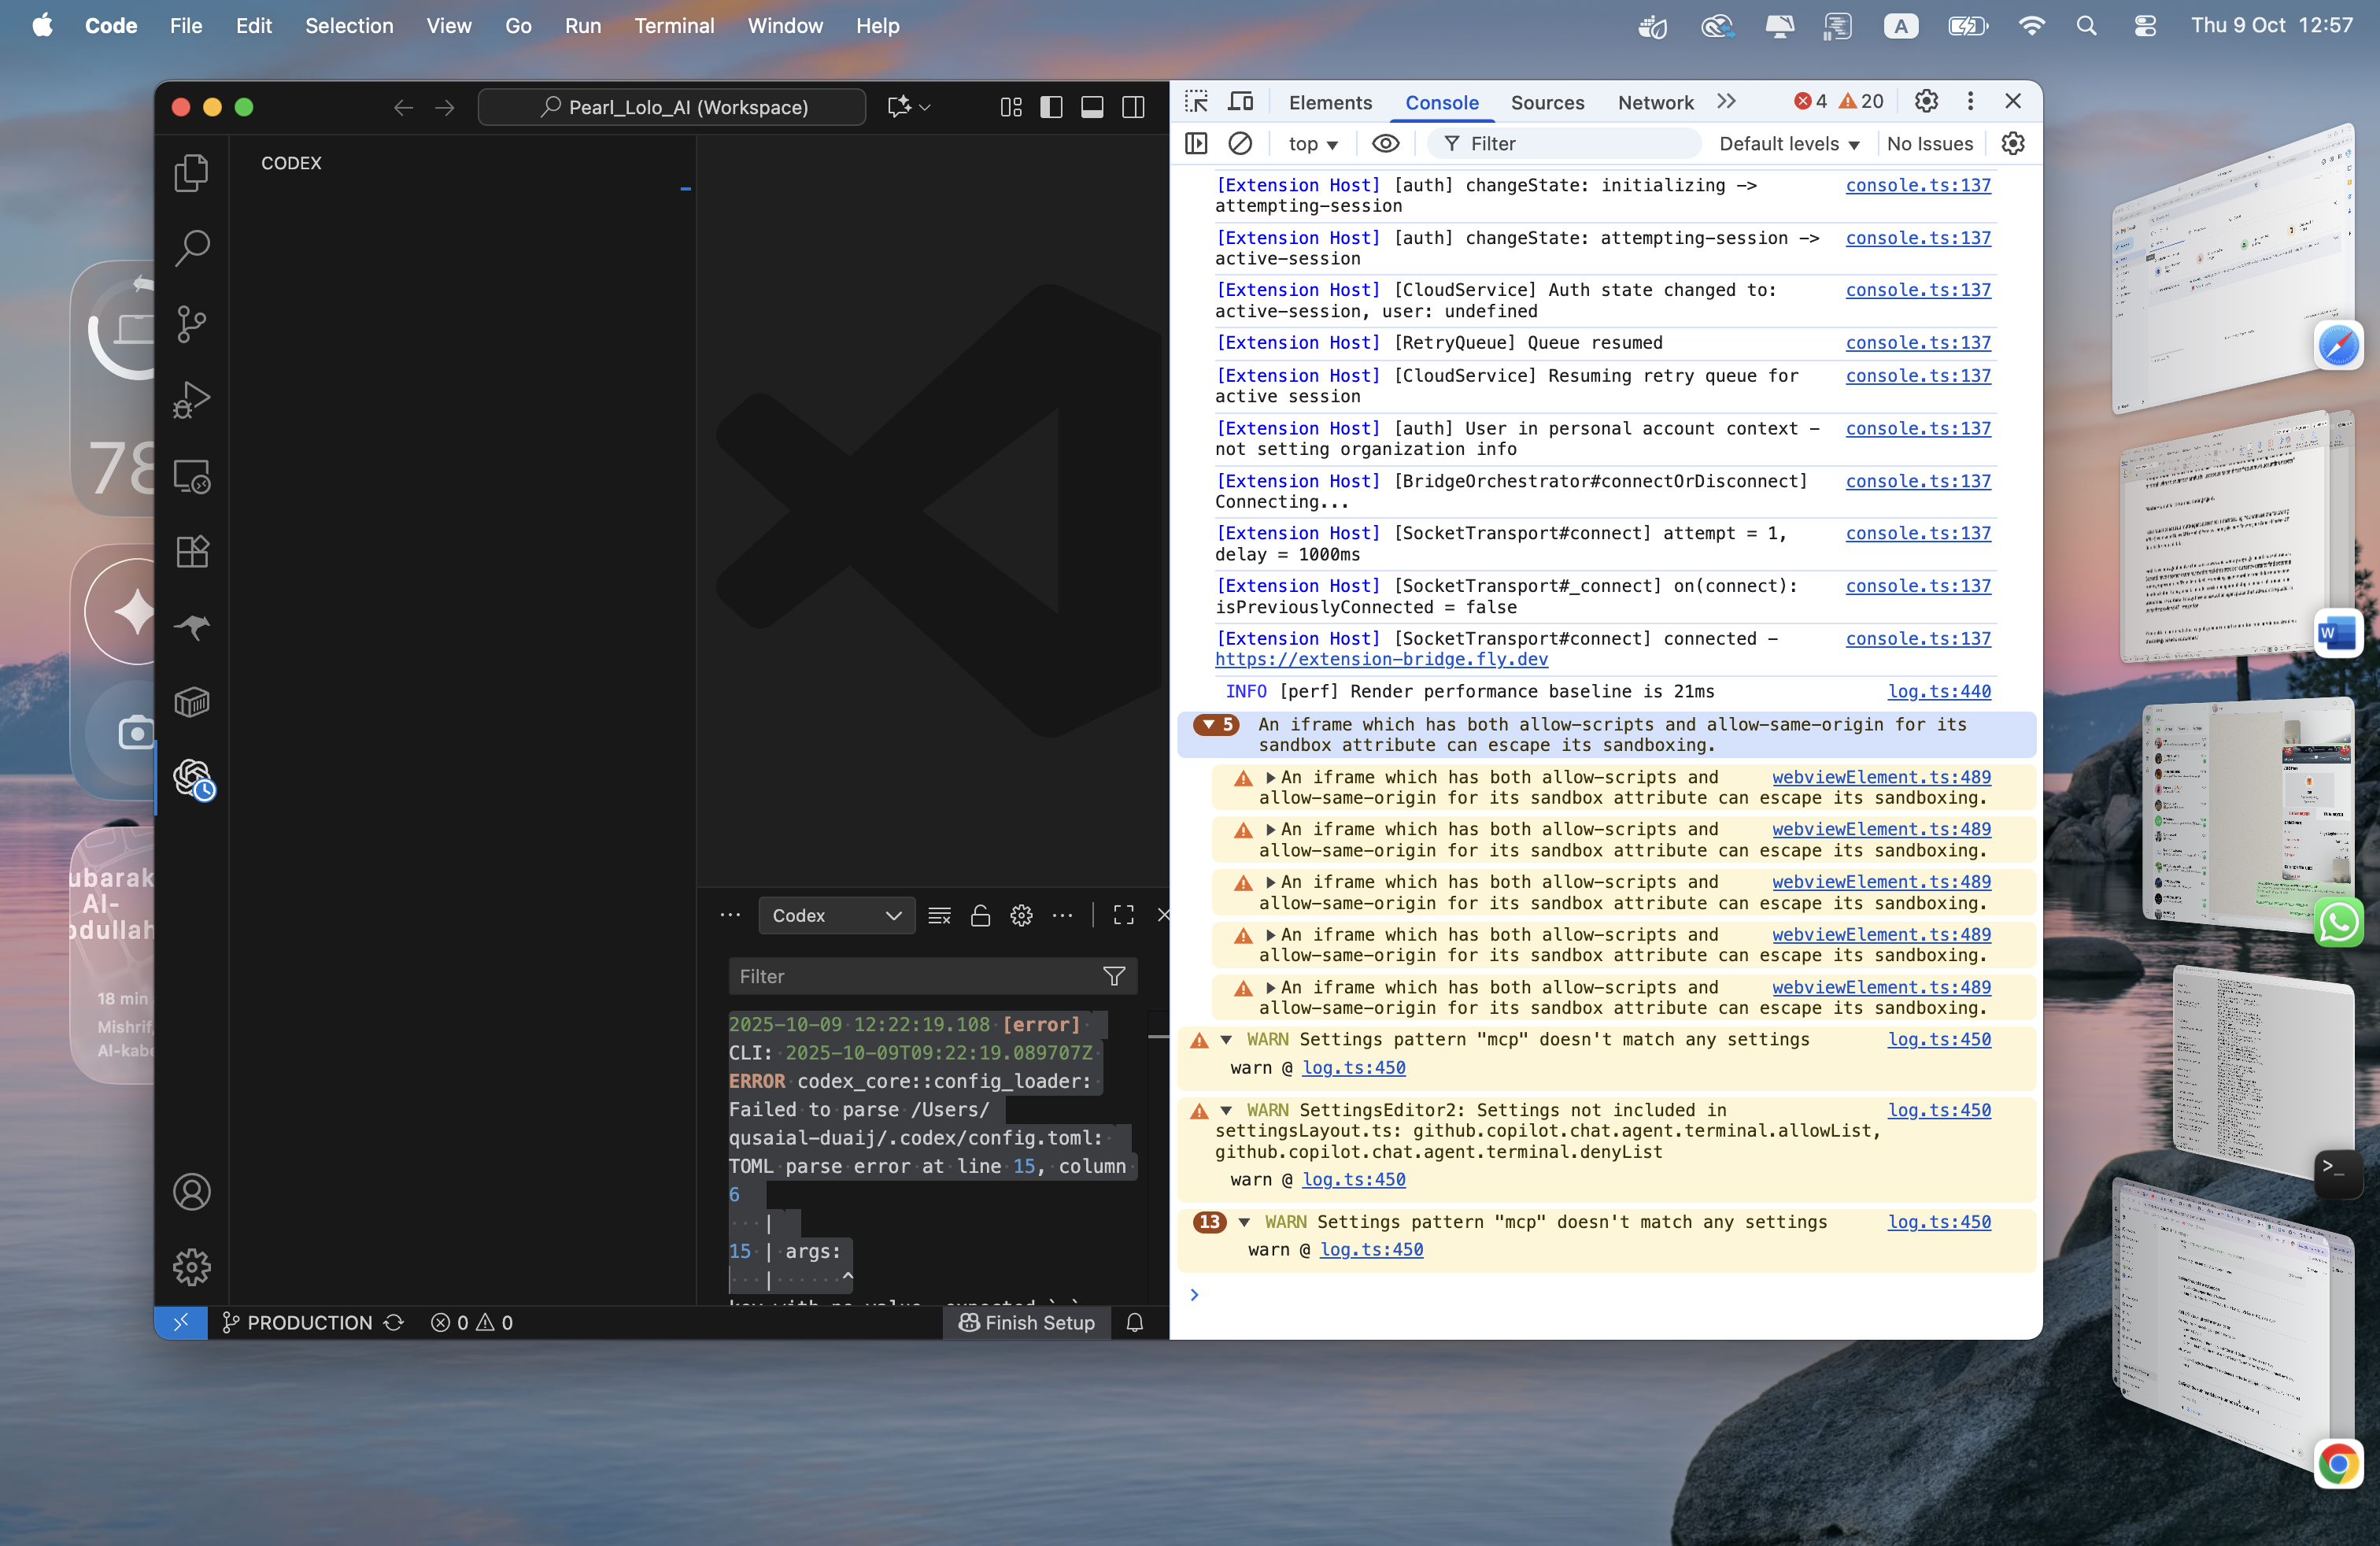 Code File Edit Selection View Go Run Terminal Window Help
A
Thu 9 Oct 12:57
Pearl_Lolo_AI (Workspace)
CODEX
78
ubarak
Al-
bdullah
18 min
Mishrif,
Al-kabe
Codex
Filter
2025-10-09 12:22:19.108 [error]
CLI: 2025-10-09T09:22:19.089707Z
ERROR codex_core::config_loader:
Failed to parse /Users/
qusaial-duaij/.codex/config.toml:
TOML parse error at line 15, column
6
|
15 | args:
| ^
key with no value, expected `=`
PRODUCTION 0 0 Finish Setup
Elements Console Sources Network 4 20
top Filter Default levels No Issues
[Extension Host] [auth] changeState: initializing -> console.ts:137
attempting-session
[Extension Host] [auth] changeState: attempting-session -> console.ts:137
active-session
[Extension Host] [CloudService] Auth state changed to: console.ts:137
active-session, user: undefined
[Extension Host] [RetryQueue] Queue resumed console.ts:137
[Extension Host] [CloudService] Resuming retry queue for console.ts:137
active session
[Extension Host] [auth] User in personal account context - console.ts:137
not setting organization info
[Extension Host] [BridgeOrchestrator#connectOrDisconnect] console.ts:137
Connecting...
[Extension Host] [SocketTransport#connect] attempt = 1, console.ts:137
delay = 1000ms
[Extension Host] [SocketTransport#_connect] on(connect): console.ts:137
isPreviouslyConnected = false
[Extension Host] [SocketTransport#connect] connected - console.ts:137
https://extension-bridge.fly.dev
INFO [perf] Render performance baseline is 21ms log.ts:440
5 An iframe which has both allow-scripts and allow-same-origin for its
sandbox attribute can escape its sandboxing.
An iframe which has both allow-scripts and webviewElement.ts:489
allow-same-origin for its sandbox attribute can escape its sandboxing.
An iframe which has both allow-scripts and webviewElement.ts:489
allow-same-origin for its sandbox attribute can escape its sandboxing.
An iframe which has both allow-scripts and webviewElement.ts:489
allow-same-origin for its sandbox attribute can escape its sandboxing.
An iframe which has both allow-scripts and webviewElement.ts:489
allow-same-origin for its sandbox attribute can escape its sandboxing.
An iframe which has both allow-scripts and webviewElement.ts:489
allow-same-origin for its sandbox attribute can escape its sandboxing.
WARN Settings pattern "mcp" doesn't match any settings log.ts:450
warn @ log.ts:450
WARN SettingsEditor2: Settings not included in log.ts:450
settingsLayout.ts: github.copilot.chat.agent.terminal.allowList,
github.copilot.chat.agent.terminal.denyList
warn @ log.ts:450
13 WARN Settings pattern "mcp" doesn't match any settings log.ts:450
warn @ log.ts:450